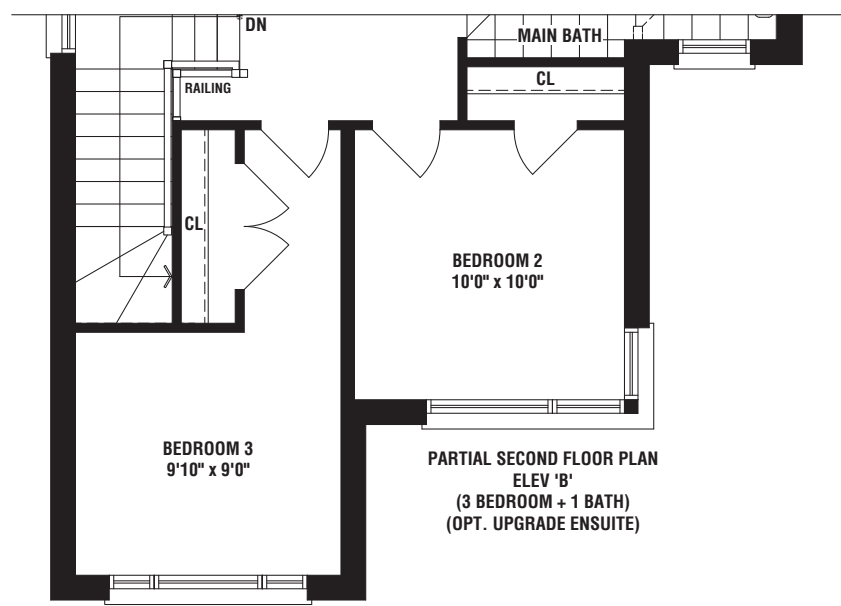 DN
MAIN BATH
RAILING
CL
CL
BEDROOM 2
10'0" x 10'0"
BEDROOM 3
9'10" x 9'0"
PARTIAL SECOND FLOOR PLAN
ELEV 'B'
(3 BEDROOM + 1 BATH)
(OPT. UPGRADE ENSUITE)